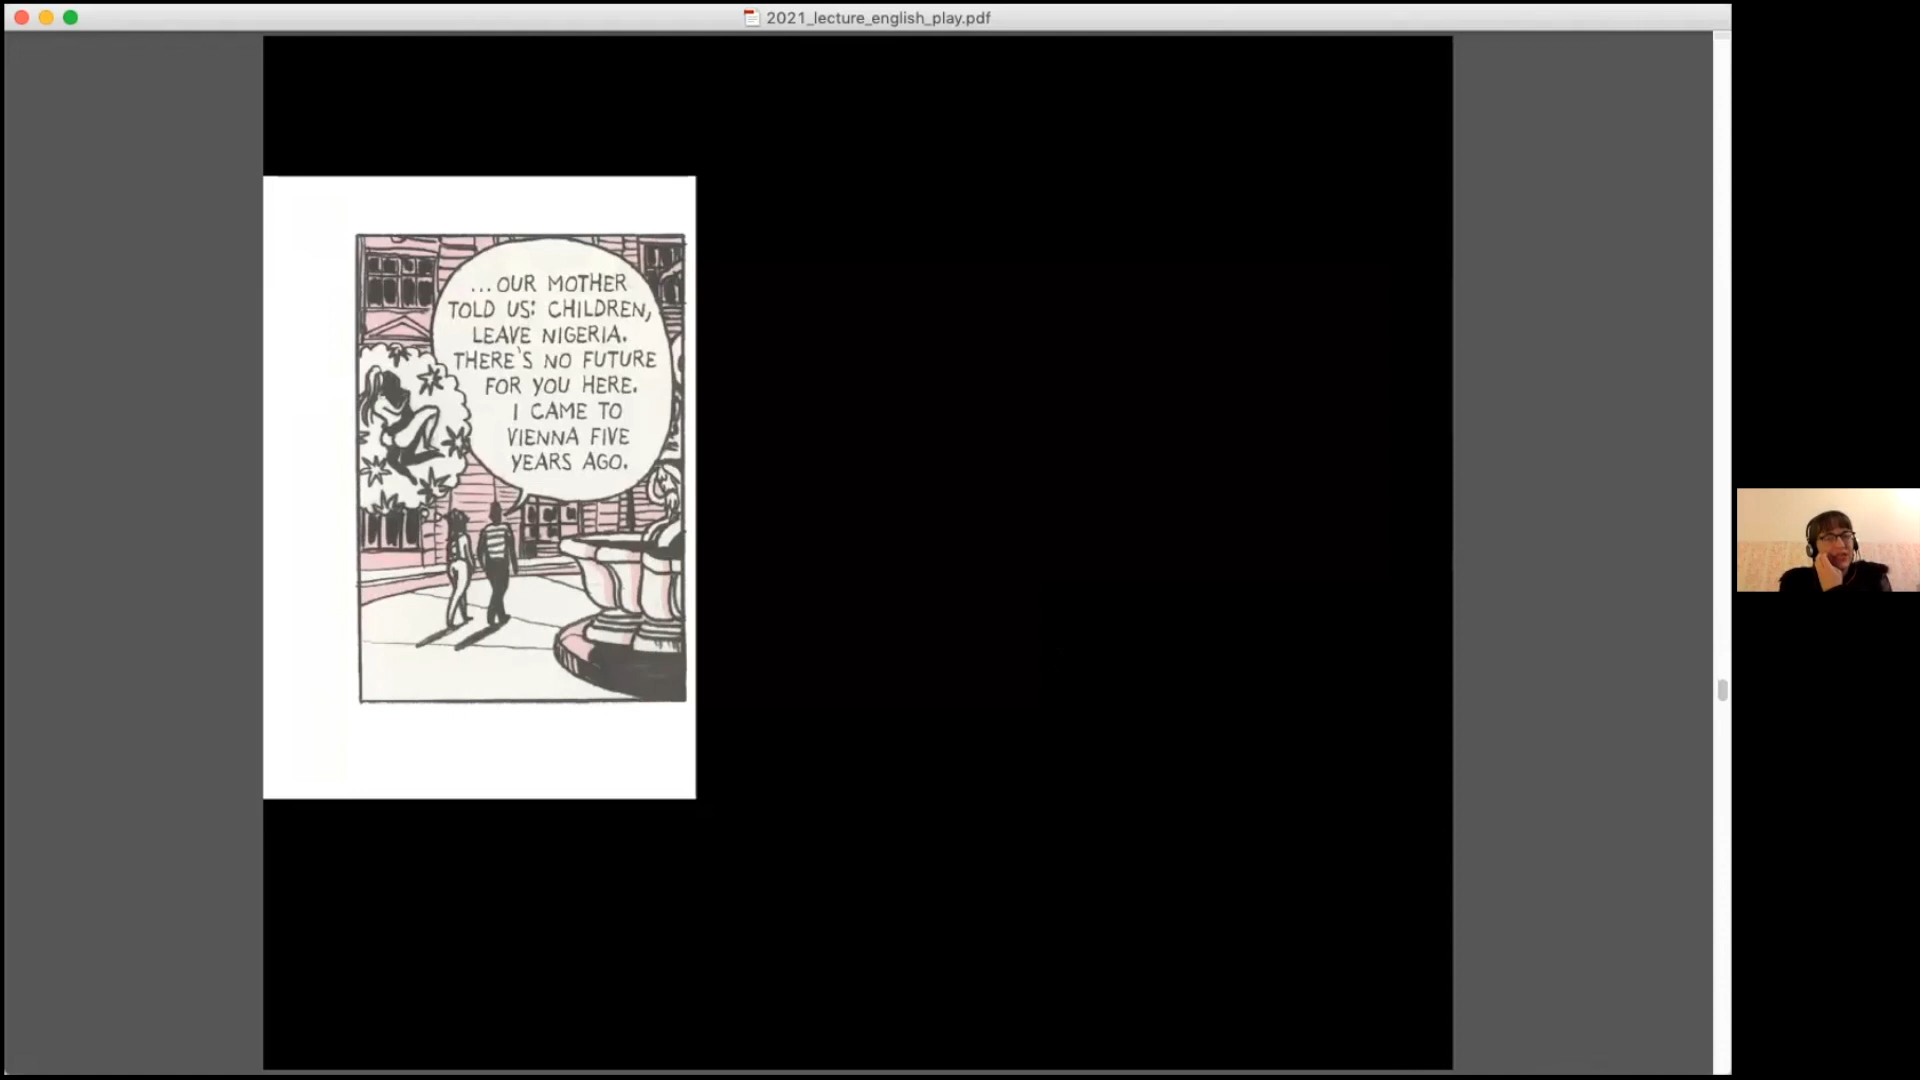 2021_lecture_english_play.pdf
...OUR MOTHER
TOLD US: CHILDREN,
LEAVE NIGERIA.
THERE'S NO FUTURE
FOR YOU HERE.
I CAME TO
VIENNA FIVE
YEARS AGO.